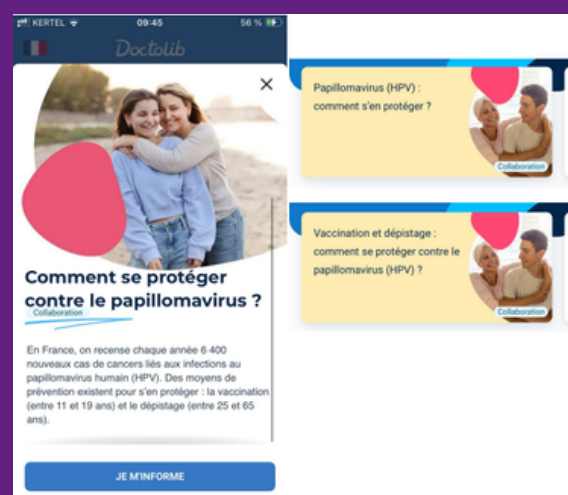 KERTEL 09:45 56 %
Doctolib
Comment se protéger
contre le papillomavirus ?
Collaboration
En France, on recense chaque année 6 400
nouveaux cas de cancers liés aux infections au
papillomavirus humain (HPV). Des moyens de
prévention existent pour s'en protéger : la vaccination
(entre 11 et 19 ans) et le dépistage (entre 25 et 65
ans).
JE M'INFORME
Papillomavirus (HPV) :
comment s'en protéger ?
Collaboration
Vaccination et dépistage :
comment se protéger contre le
papillomavirus (HPV) ?
Collaboration